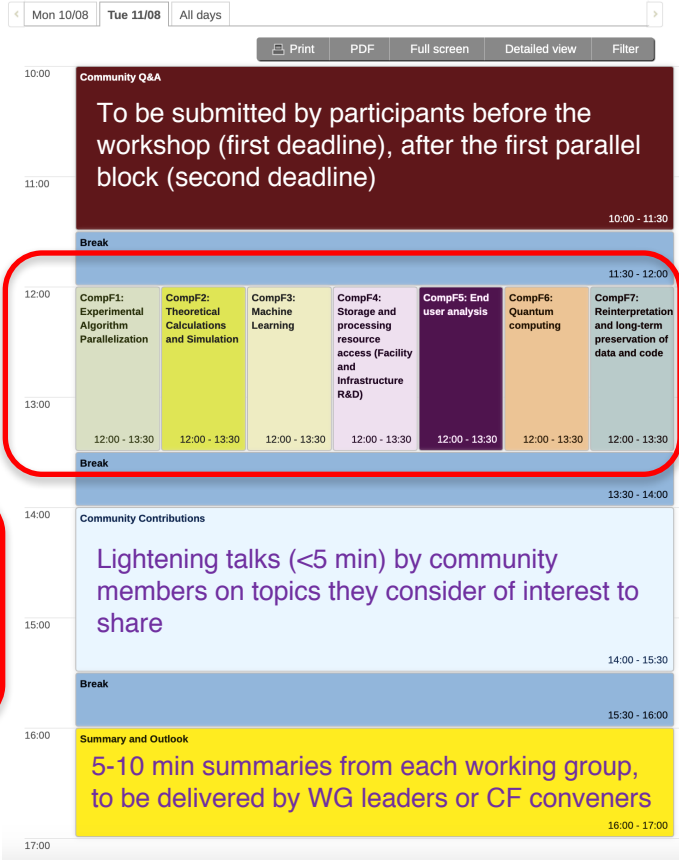 Mon 10/08 Tue 11/08 All days
Print PDF Full screen Detailed view Filter
10:00
Community Q&A
To be submitted by participants before the
workshop (first deadline), after the first parallel
block (second deadline)
11:00
10:00 - 11:30
Break
11:30 - 12:00
12:00
CompF1:
Experimental
Algorithm
Parallelization
12:00 - 13:30
CompF2:
Theoretical
Calculations
and Simulation
12:00 - 13:30
CompF3:
Machine
Learning
12:00 - 13:30
CompF4:
Storage and
processing
resource
access (Facility
and
Infrastructure
R&D)
12:00 - 13:30
CompF5: End
user analysis
12:00 - 13:30
CompF6:
Quantum
computing
12:00 - 13:30
CompF7:
Reinterpretation
and long-term
preservation of
data and code
12:00 - 13:30
13:00
Break
13:30 - 14:00
14:00
Community Contributions
Lightening talks (<5 min) by community
members on topics they consider of interest to
share
15:00
14:00 - 15:30
Break
15:30 - 16:00
16:00
Summary and Outlook
5-10 min summaries from each working group,
to be delivered by WG leaders or CF conveners
16:00 - 17:00
17:00